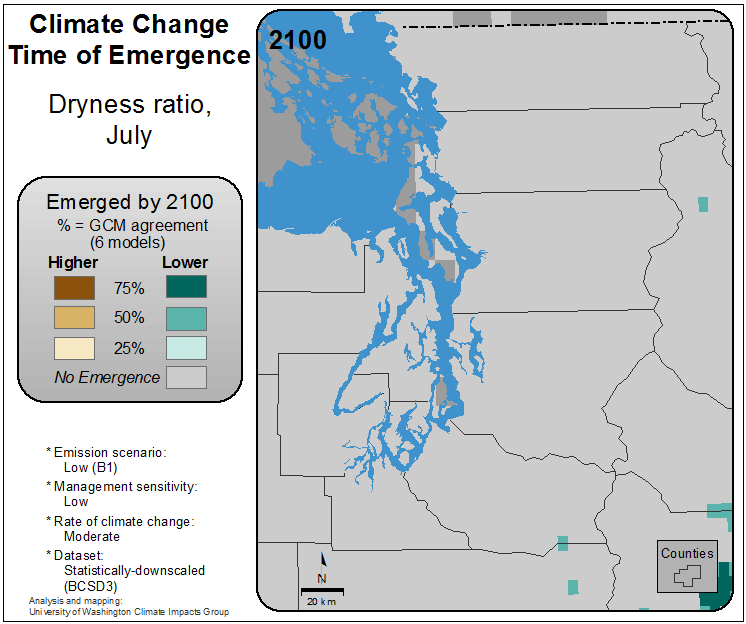 Climate Change
Time of Emergence
Dryness ratio,
July
Emerged by 2100
% = GCM agreement
(6 models)
Higher Lower
75%
50%
25%
No Emergence
* Emission scenario:
Low (B1)
* Management sensitivity:
Low
* Rate of climate change:
Moderate
* Dataset:
Statistically-downscaled
(BCSD3)
Analysis and mapping:
University of Washington Climate Impacts Group
2100
N
20 km
Counties